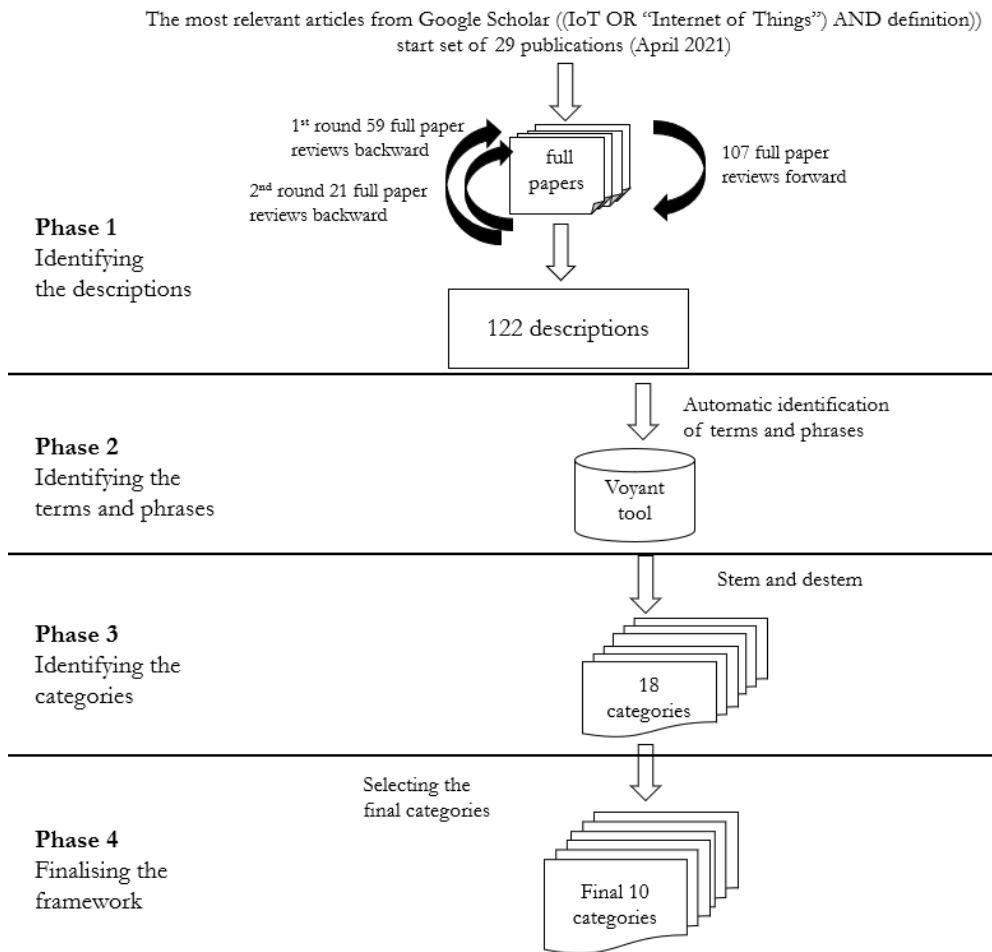 The most relevant articles from Google Scholar ((IoT OR “Internet of Things”) AND definition))
start set of 29 publications (April 2021)
1st round 59 full paper
reviews backward
2nd round 21 full paper
reviews backward
full
papers
107 full paper
reviews forward
Phase 1
Identifying
the descriptions
122 descriptions
Automatic identification
of terms and phrases
Phase 2
Identifying the
terms and phrases
Voyant
tool
Stem and destem
Phase 3
Identifying the
categories
18
categories
Selecting the
final categories
Phase 4
Finalising the
framework
Final 10
categories